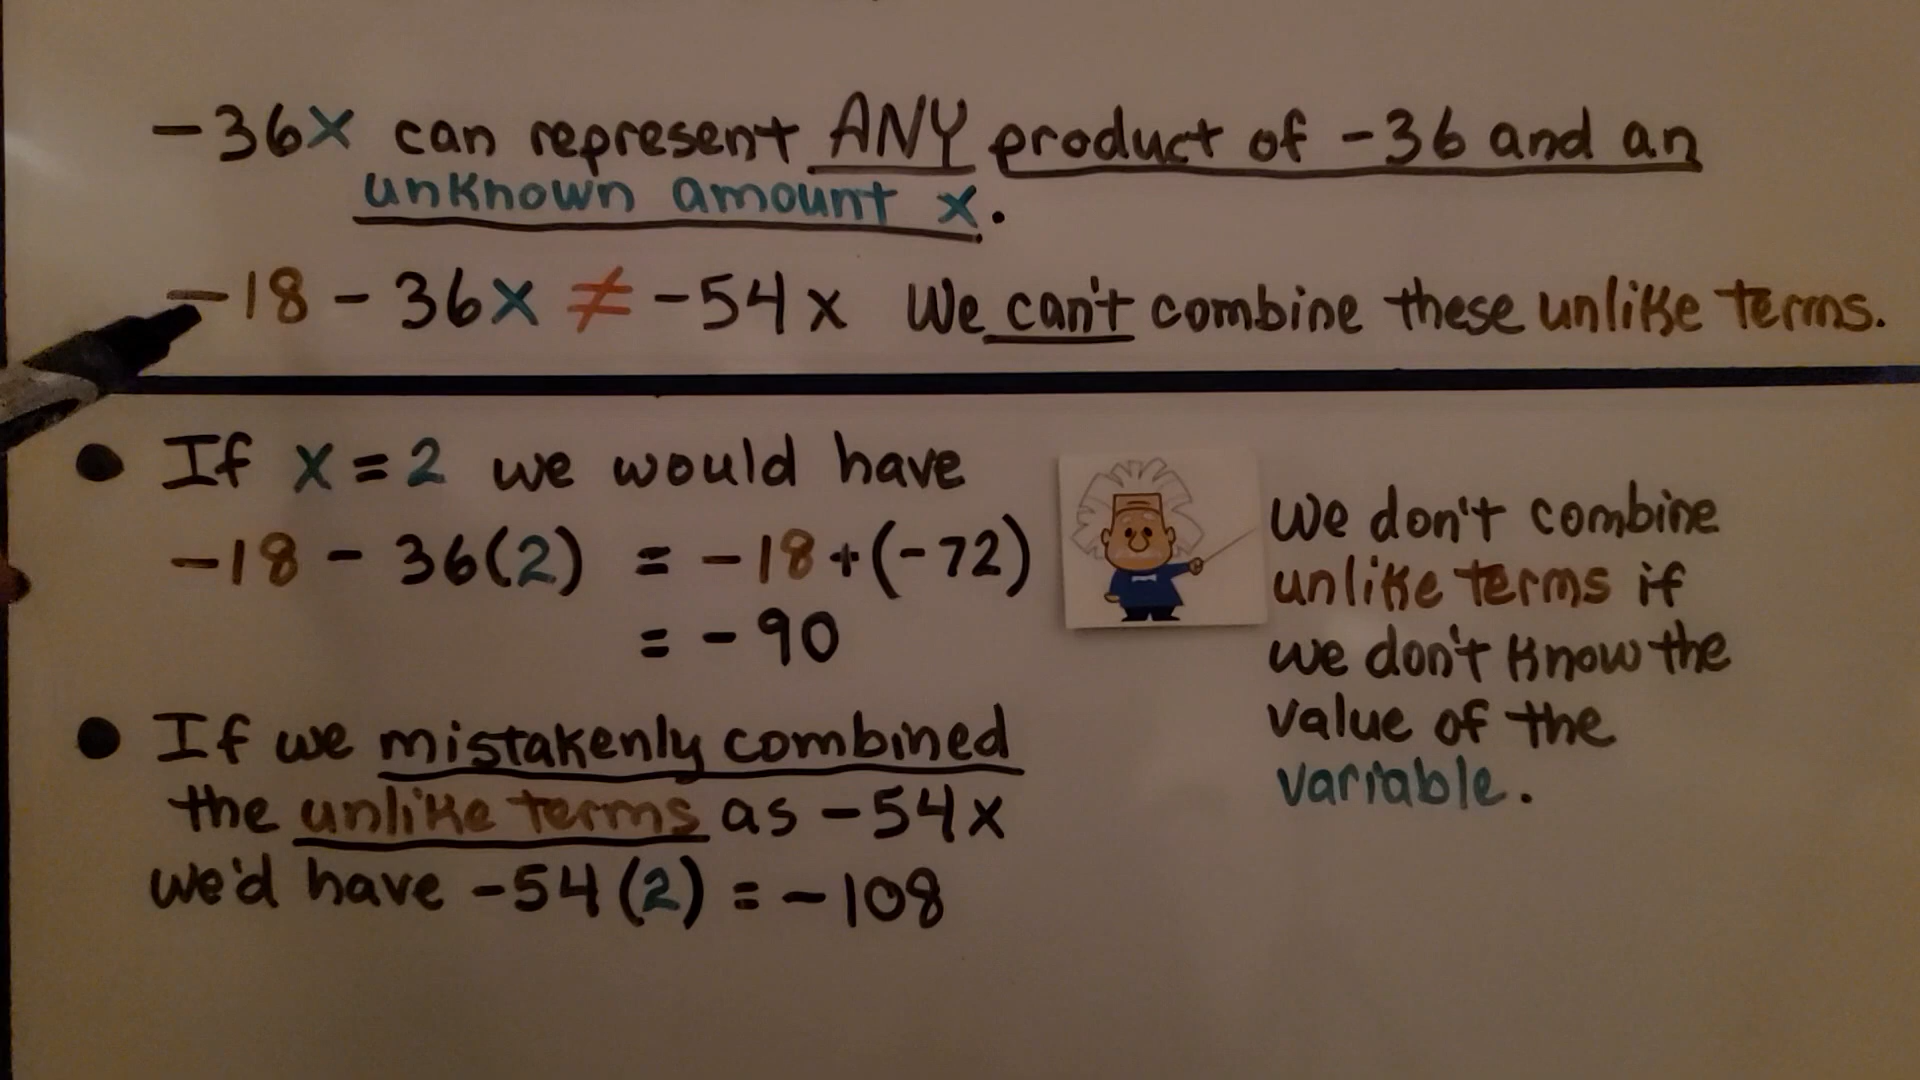 -36x can represent ANY product of -36 and an
unknown amount x.
-18 - 36x ≠ -54x We can't combine these unlike terms.
• If x = 2 we would have
-18 - 36(2) = -18 + (-72)
= -90
• If we mistakenly combined
the unlike terms as -54x
we'd have -54(2) = -108
We don't combine
unlike terms if
we don't know the
value of the
variable.